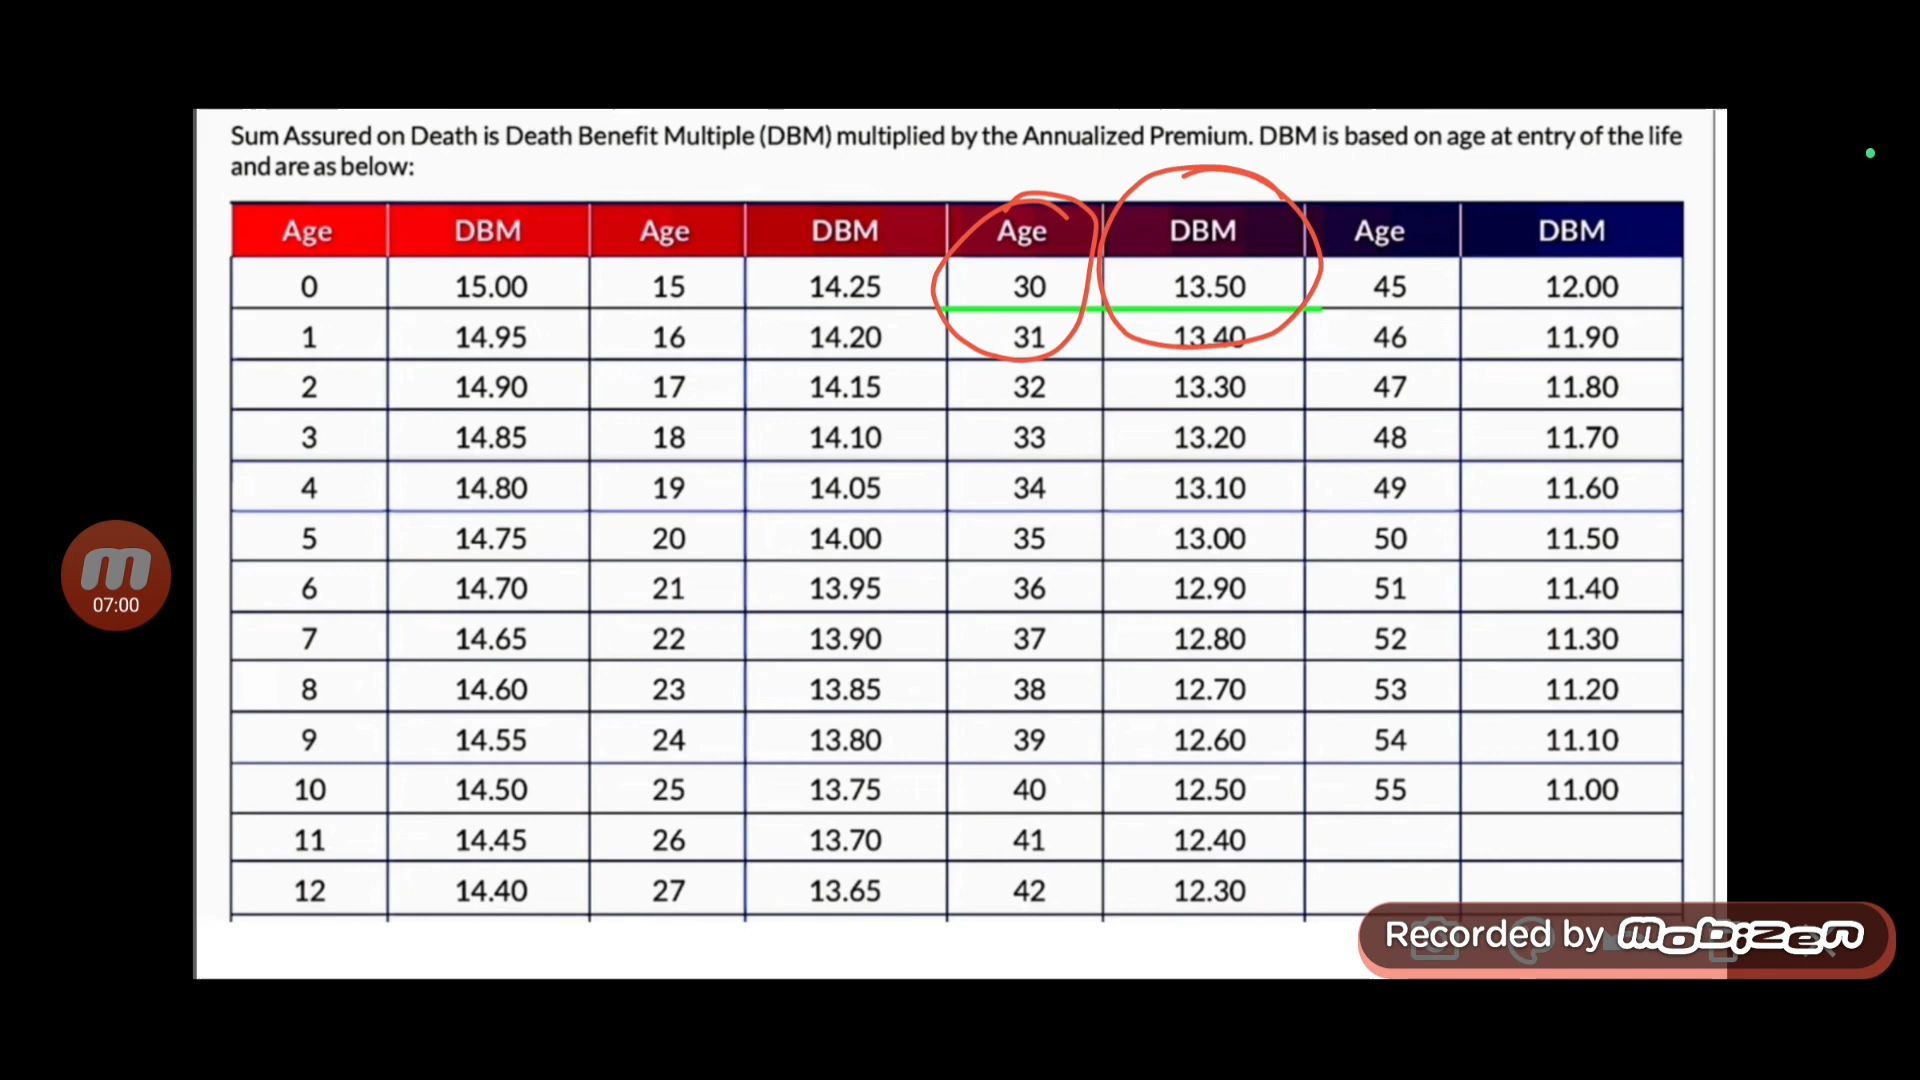 Sum Assured on Death is Death Benefit Multiple (DBM) multiplied by the Annualized Premium. DBM is based on age at entry of the life
and are as below:
Age DBM Age DBM Age DBM Age DBM
0 15.00 15 14.25 30 13.50 45 12.00
1 14.95 16 14.20 31 13.40 46 11.90
2 14.90 17 14.15 32 13.30 47 11.80
3 14.85 18 14.10 33 13.20 48 11.70
4 14.80 19 14.05 34 13.10 49 11.60
5 14.75 20 14.00 35 13.00 50 11.50
6 14.70 21 13.95 36 12.90 51 11.40
7 14.65 22 13.90 37 12.80 52 11.30
8 14.60 23 13.85 38 12.70 53 11.20
9 14.55 24 13.80 39 12.60 54 11.10
10 14.50 25 13.75 40 12.50 55 11.00
11 14.45 26 13.70 41 12.40
12 14.40 27 13.65 42 12.30
m
07:00
Recorded by mobizen